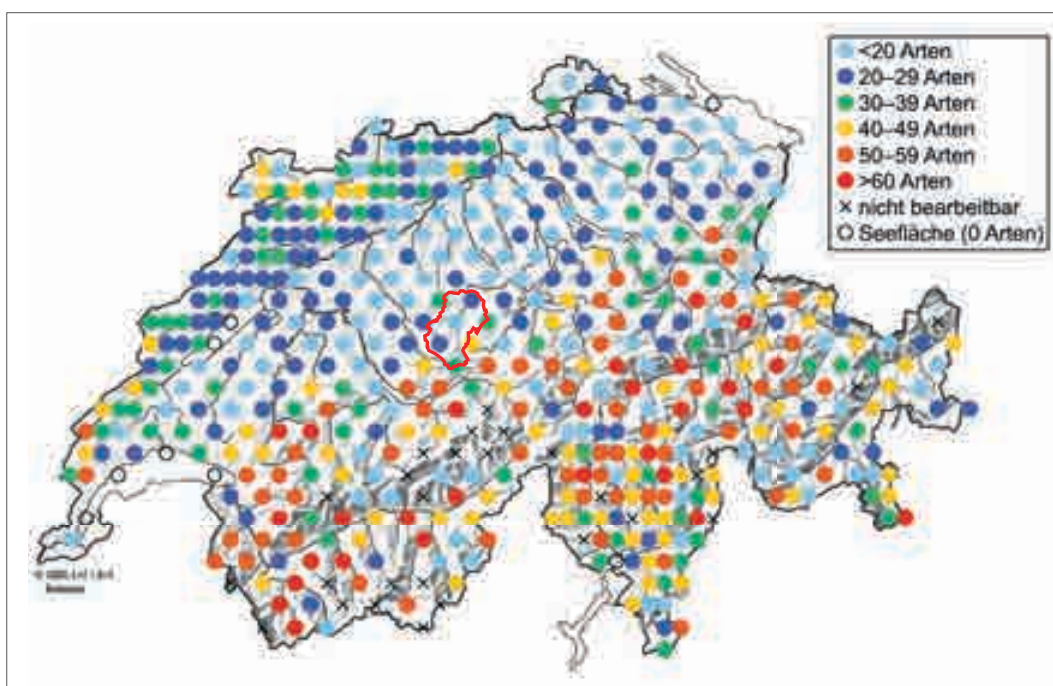 <20 Arten
20–29 Arten
30–39 Arten
40–49 Arten
50–59 Arten
>60 Arten
nicht bearbeitbar
Seefläche (0 Arten)